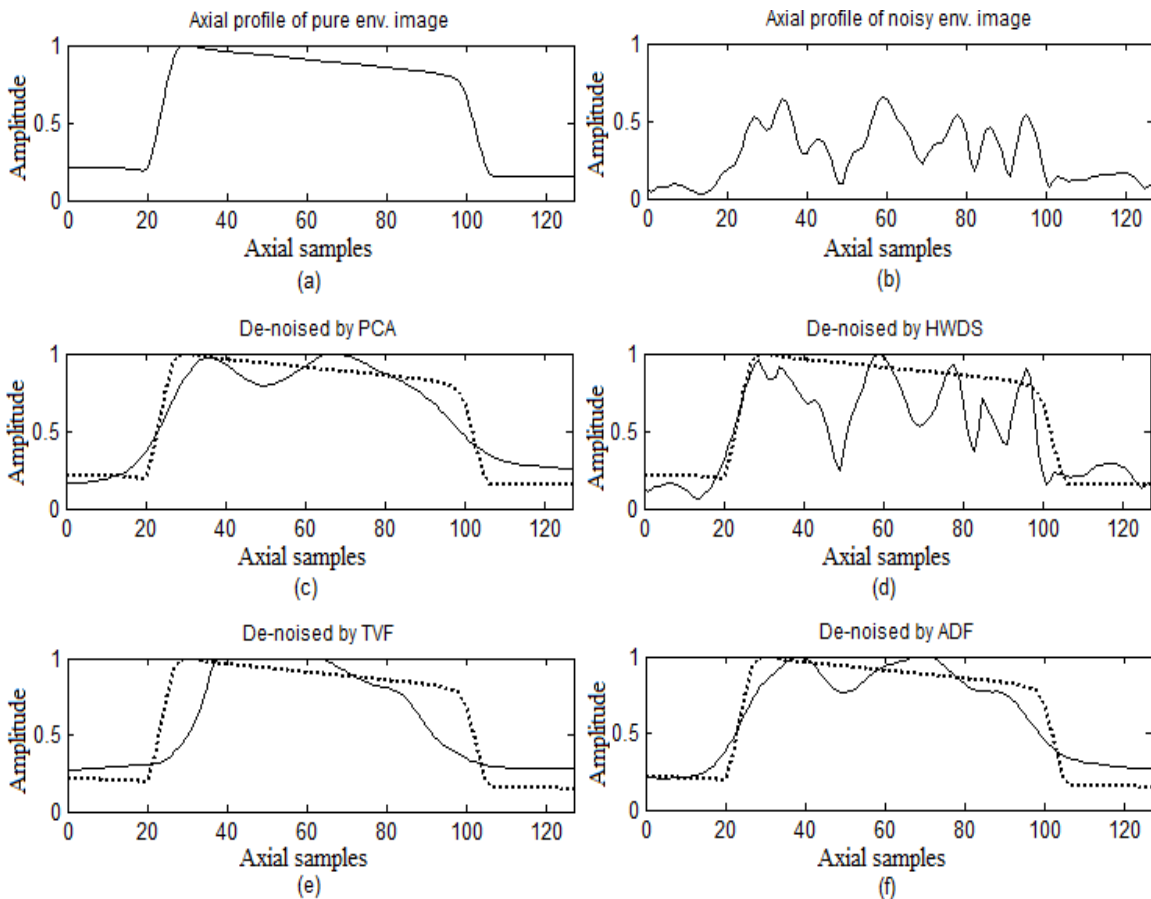 Axial profile of pure env. image
Axial profile of noisy env. image
Amplitude
1
0.5
0
0 20 40 60 80 100 120
Axial samples
(a)
Amplitude
1
0.5
0
0 20 40 60 80 100 120
Axial samples
(b)
De-noised by PCA
De-noised by HWDS
Amplitude
1
0.5
0
0 20 40 60 80 100 120
Axial samples
(c)
Amplitude
1
0.5
0
0 20 40 60 80 100 120
Axial samples
(d)
De-noised by TVF
De-noised by ADF
Amplitude
1
0.5
0
0 20 40 60 80 100 120
Axial samples
(e)
Amplitude
1
0.5
0
0 20 40 60 80 100 120
Axial samples
(f)